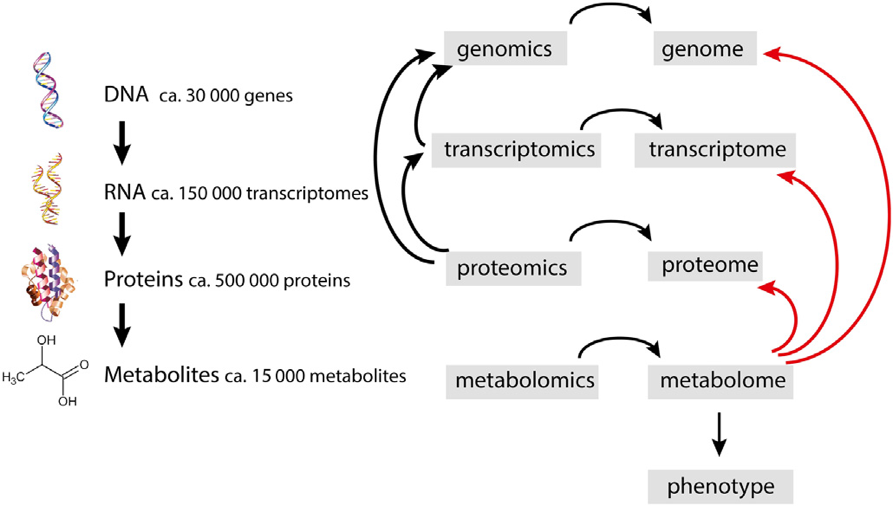 genomics genome
DNA ca. 30 000 genes
transcriptomics transcriptome
RNA ca. 150 000 transcriptomes
proteomics proteome
Proteins ca. 500 000 proteins
OH
O
H₃C
OH
Metabolites ca. 15 000 metabolites
metabolomics metabolome
phenotype